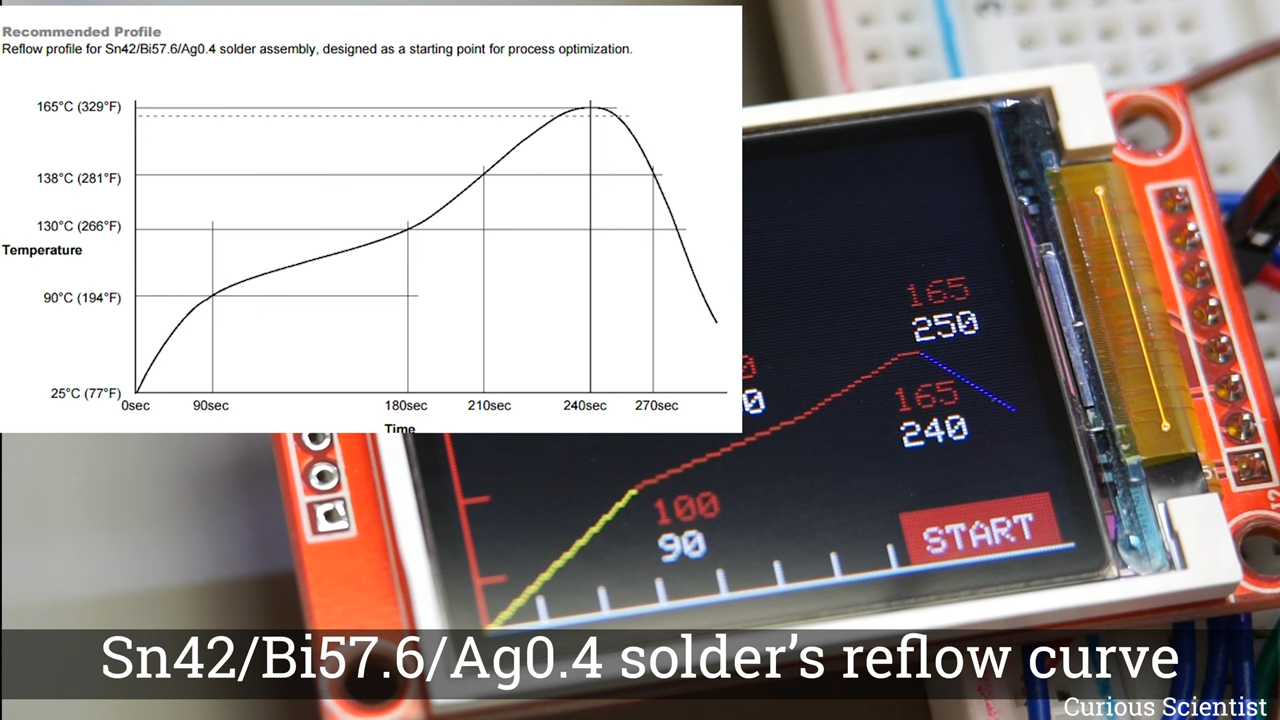 Recommended Profile
Reflow profile for Sn42/Bi57.6/Ag0.4 solder assembly, designed as a starting point for process optimization.
165°C (329°F)
138°C (281°F)
130°C (266°F)
Temperature
90°C (194°F)
25°C (77°F)
0sec 90sec 180sec 210sec 240sec 270sec
Time
165
250
165
240
100
90
START
Sn42/Bi57.6/Ag0.4 solder's reflow curve
Curious Scientist